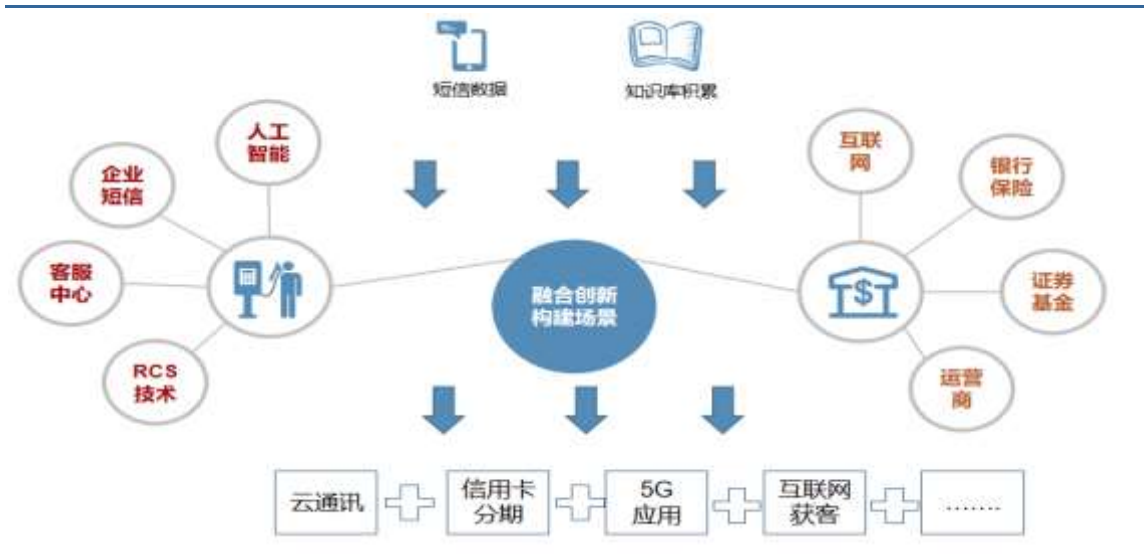 短信数据
知识库积累
人工
智能
企业
短信
客服
中心
RCS
技术
融合创新
构建场景
$
互联
网
银行
保险
证券
基金
运营
商
云通讯
信用卡
分期
5G
应用
互联网
获客
.......